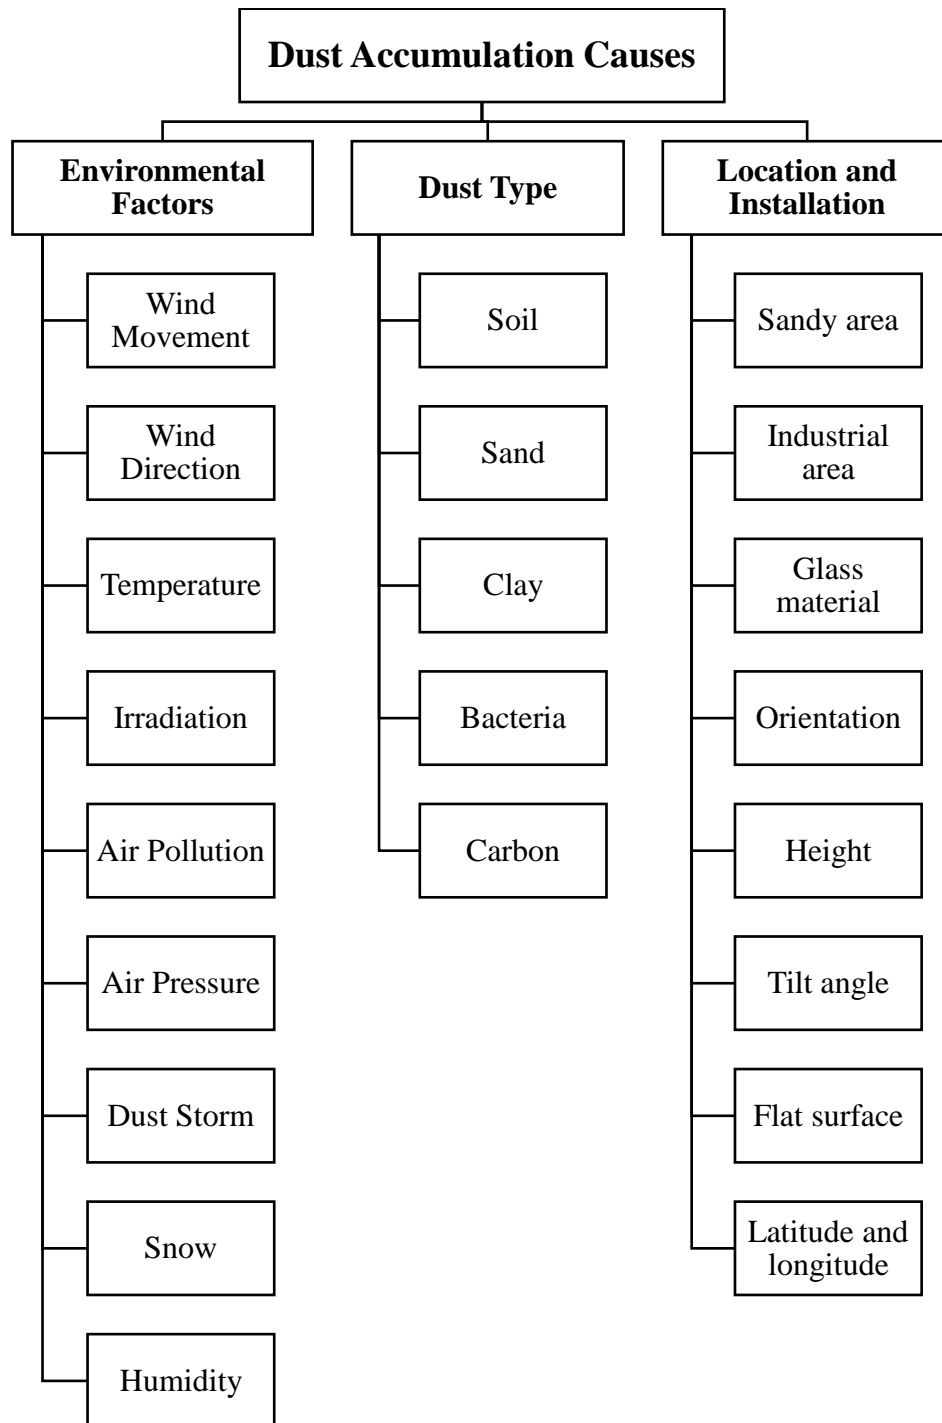 Dust Accumulation Causes
Environmental
Factors
Wind
Movement
Wind
Direction
Temperature
Irradiation
Air Pollution
Air Pressure
Dust Storm
Snow
Humidity
Dust Type
Soil
Sand
Clay
Bacteria
Carbon
Location and
Installation
Sandy area
Industrial
area
Glass
material
Orientation
Height
Tilt angle
Flat surface
Latitude and
longitude